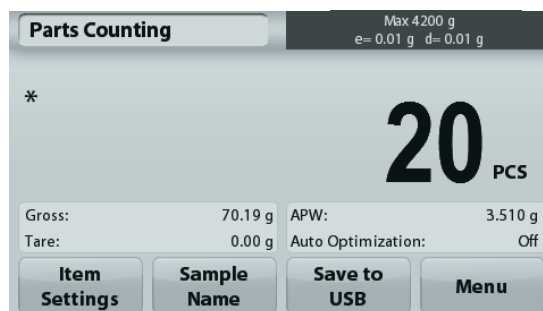 Parts Counting
Max 4200 g
e= 0.01 g d= 0.01 g
*
20 PCS
Gross: 70.19 g APW: 3.510 g
Tare: 0.00 g Auto Optimization: Off
Item Settings
Sample Name
Save to USB
Menu